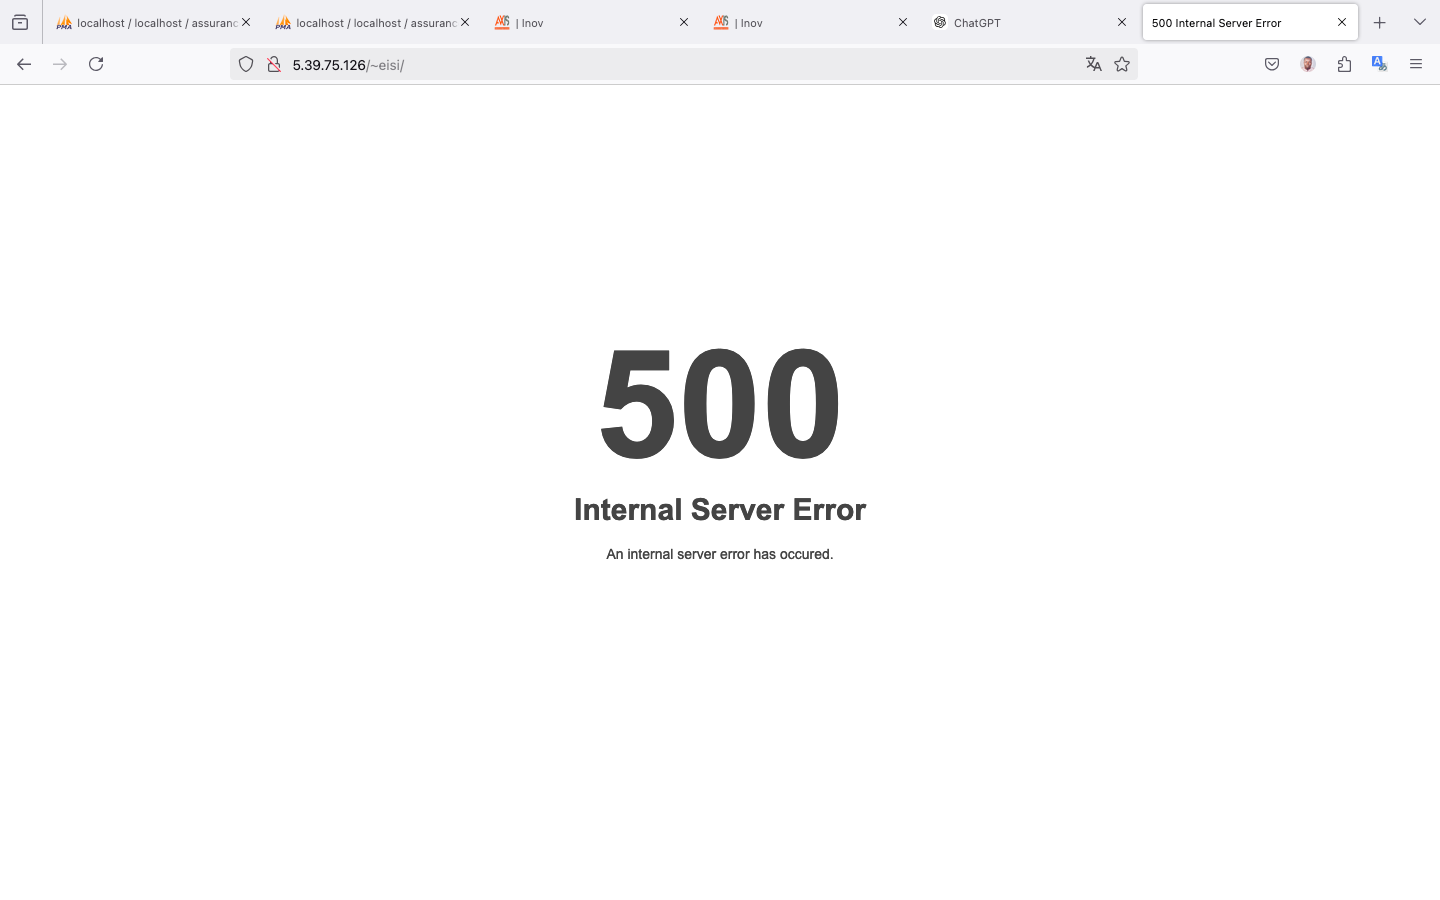 localhost / localhost / assuranc
localhost / localhost / assuranc
| Inov
| Inov
ChatGPT
500 Internal Server Error
5.39.75.126/~eisi/
500
Internal Server Error
An internal server error has occured.